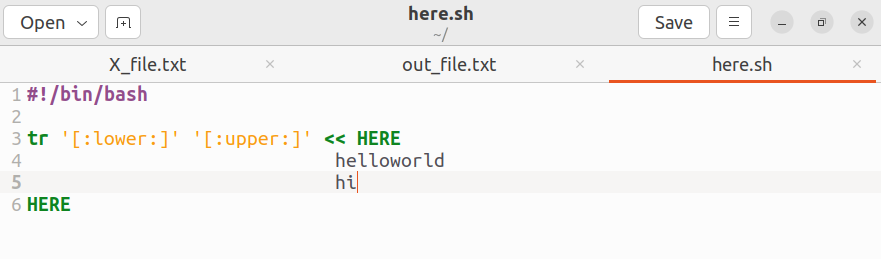 Open here.sh ~/ Save
X_file.txt × out_file.txt × here.sh ×
1 #!/bin/bash
2
3 tr '[:lower:]' '[:upper:]' << HERE
4                             helloworld
5                             hi
6 HERE